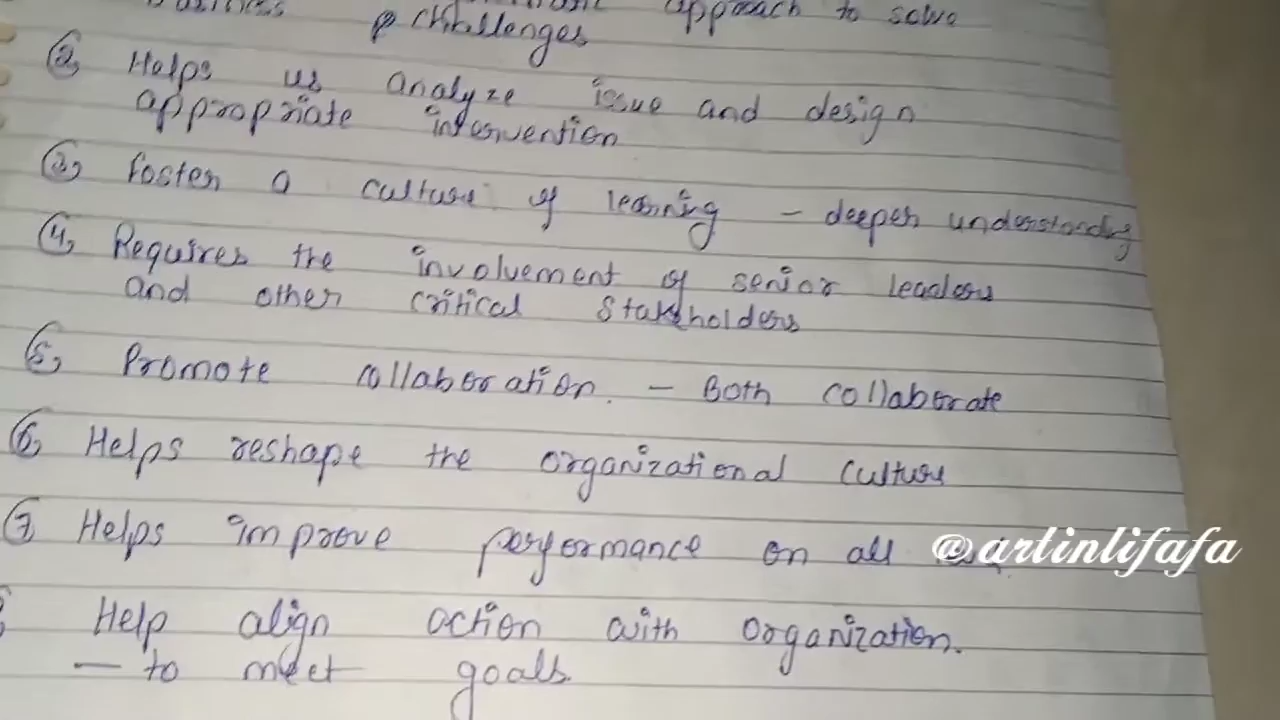 approach to solve
challenges
2, Helps us analyze issue and design
appropriate intervention
3, Foster a culture of learning - deeper understanding
4, Requires the involvement of senior leaders
and other critical stakeholders
5, Promote collaboration. - Both collaborate
6, Helps reshape the organizational culture
7, Helps improve performance on all
@artinlifafa
Help align action with organization.
- to meet goals